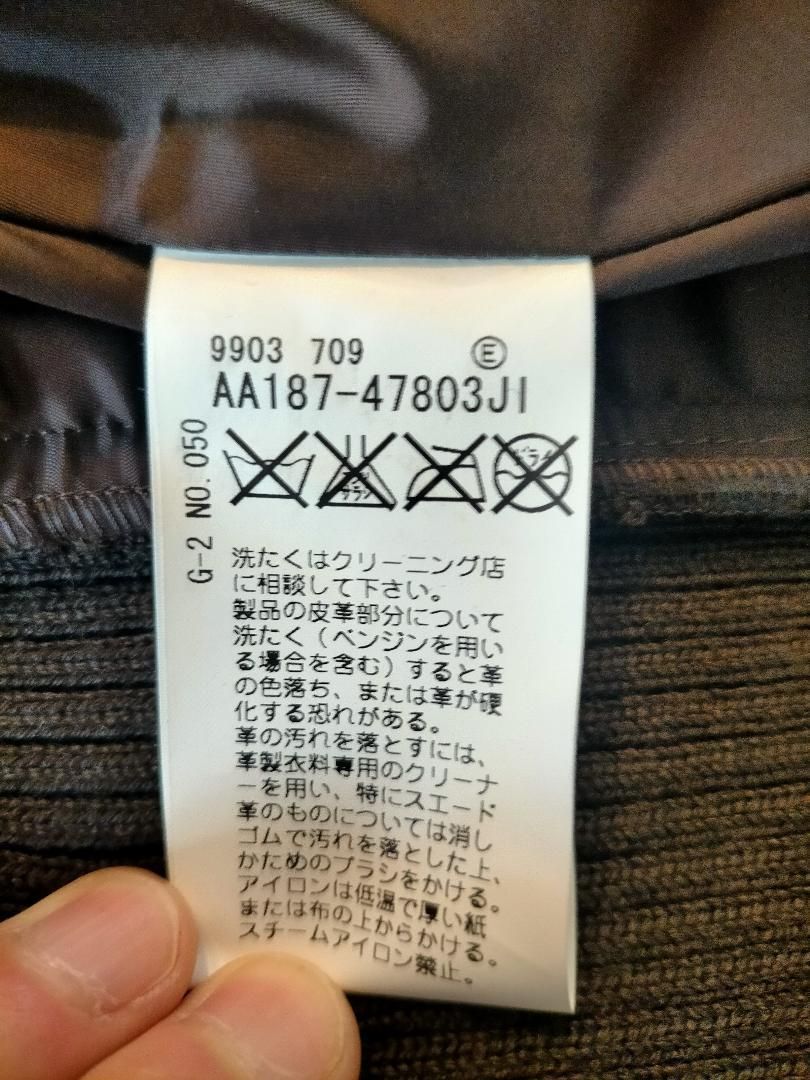 9903 709 Ⓔ
AA187-47803JI
G-2 NO.050
エンソ
サラシ
ドライ
洗たくはクリーニング店
に相談して下さい。
製品の皮革部分について
洗たく（ベンジンを用い
る場合を含む）すると革
の色落ち、または革が硬
化する恐れがある。
革の汚れを落とすには、
革製衣料専用のクリーナ
ーを用い、特にスエード
革のものについては消し
ゴムで汚れを落とした上、
かためのブラシをかける。
アイロンは低温で厚い紙
または布の上からかける。
スチームアイロン禁止。